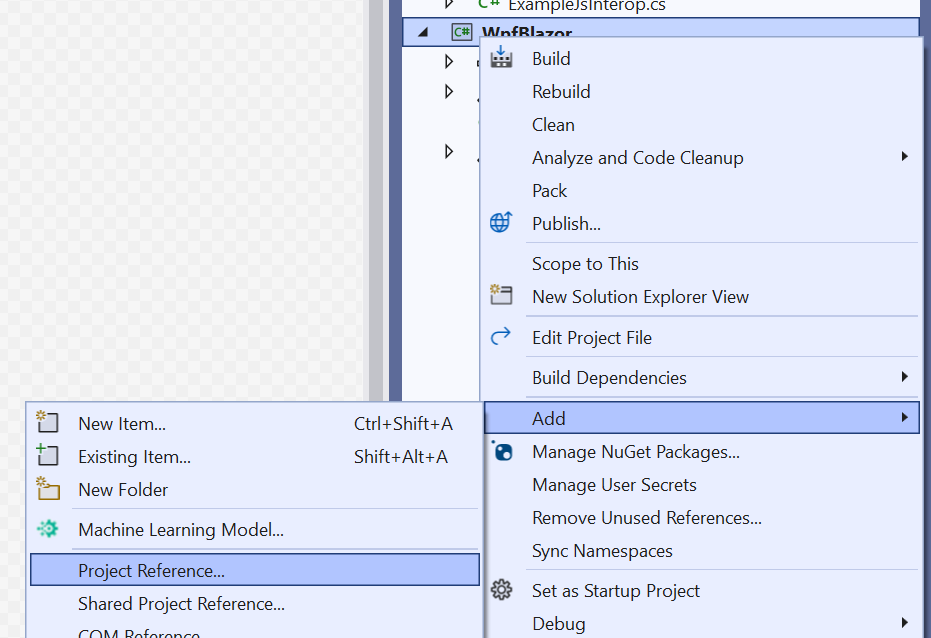 C# ExampleJsInterop.cs
C# WpfBlazor
Build
Rebuild
Clean
Analyze and Code Cleanup
Pack
Publish...
Scope to This
New Solution Explorer View
Edit Project File
Build Dependencies
Add
Manage NuGet Packages...
Manage User Secrets
Remove Unused References...
Sync Namespaces
Set as Startup Project
Debug
New Item... Ctrl+Shift+A
Existing Item... Shift+Alt+A
New Folder
Machine Learning Model...
Project Reference...
Shared Project Reference...
COM Reference